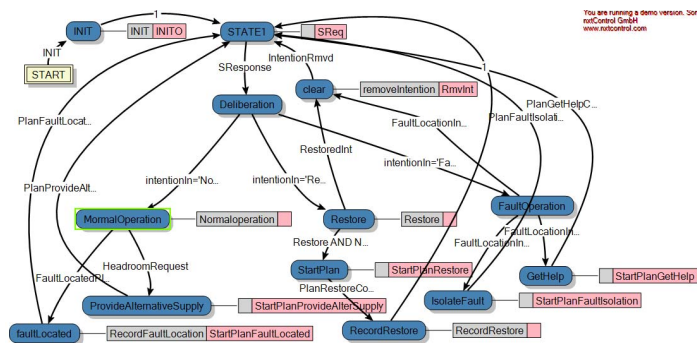 You are running a demo version. Sor
nxtControl GmbH
www.nxtcontrol.com
INIT
1
INIT
INITO
STATE1
SReq
INIT
START
SResponse
IntentionRmvd
clear
removeIntention
RmvInt
1
PlanGetHelpC...
PlanFaultIsolati...
PlanFaultLocat...
Deliberation
FaultLocationIn...
RestoredInt
PlanProvideAlt...
intentionIn='No...
intentionIn='Re...
intentionIn='Fa...
MormalOperation
Normaloperation
Restore
Restore
FaultOperation
FaultLocationIn...
FaultLocationIn...
Restore AND N...
HeadroomRequest
FaultLocatedPl...
StartPlan
StartPlanRestore
GetHelp
StartPlanGetHelp
PlanRestoreCo...
ProvideAlternativeSupply
StartPlanProvideAlterSupply
IsolateFault
StartPlanFaultIsolation
faultLocated
RecordFaultLocation
StartPlanFaultLocated
RecordRestore
RecordRestore